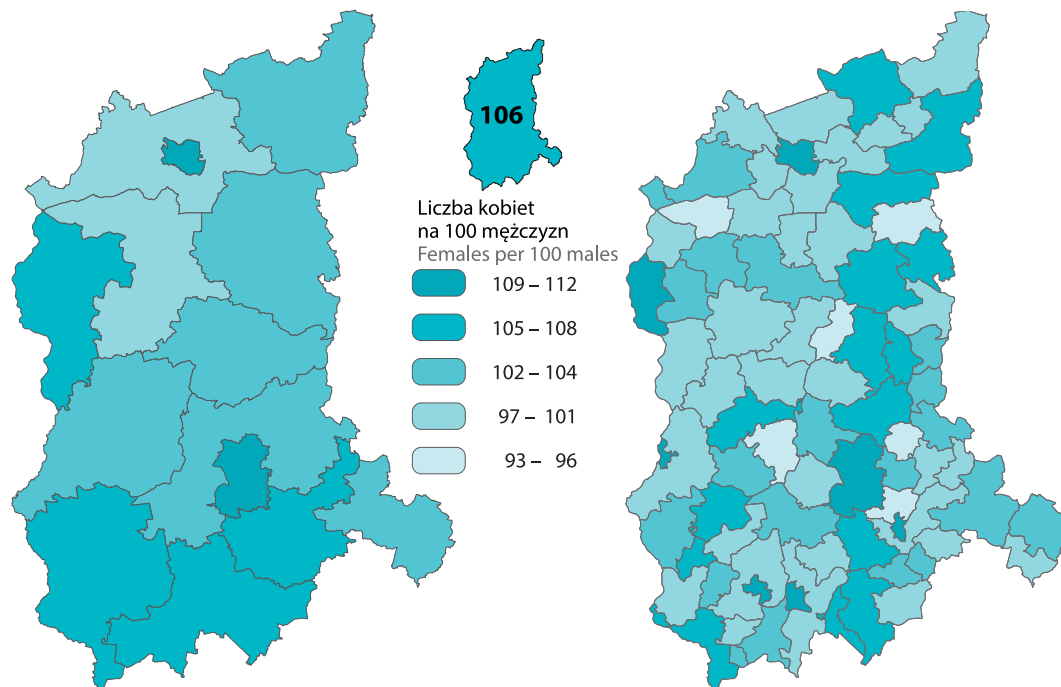 106
Liczba kobiet
na 100 mężczyzn
Females per 100 males
109 – 112
105 – 108
102 – 104
97 – 101
93 – 96